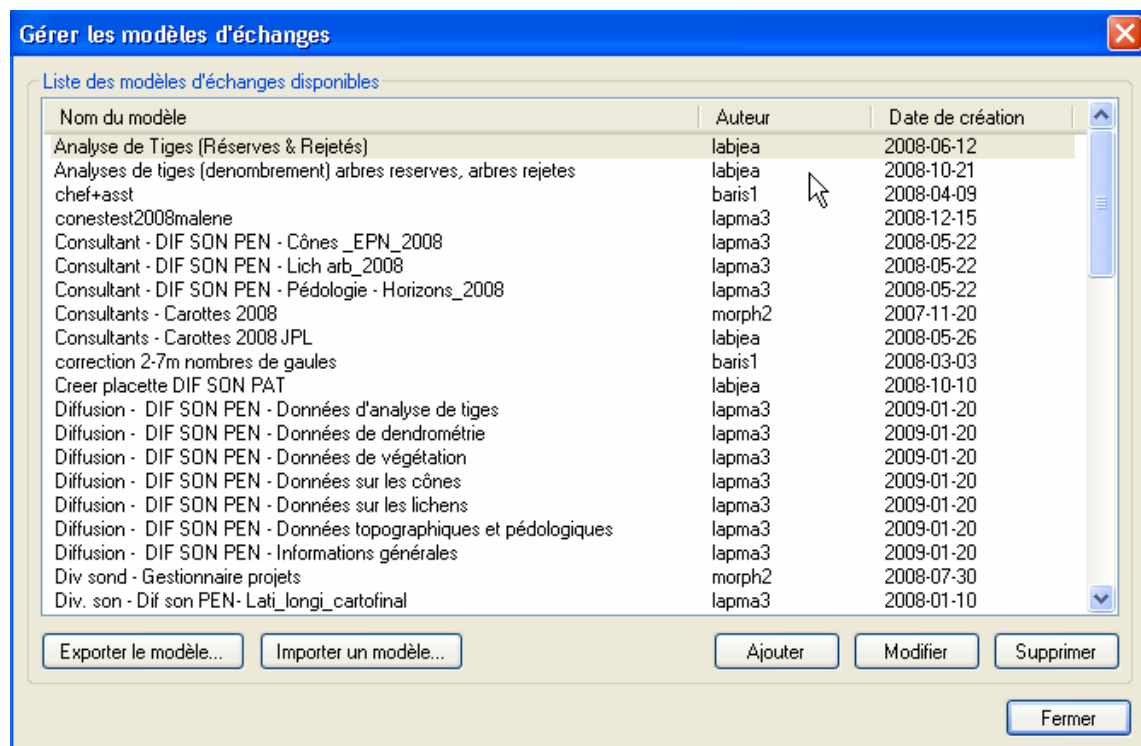 Gérer les modèles d'échanges
Liste des modèles d'échanges disponibles
Nom du modèle Auteur Date de création
Analyse de Tiges (Réserves & Rejetés) labjea 2008-06-12
Analyses de tiges (denombrement) arbres reserves, arbres rejetes labjea 2008-10-21
chef+asst baris1 2008-04-09
conestest2008malene lapma3 2008-12-15
Consultant - DIF SON PEN - Cônes _EPN_2008 lapma3 2008-05-22
Consultant - DIF SON PEN - Lich arb_2008 lapma3 2008-05-22
Consultant - DIF SON PEN - Pédologie - Horizons_2008 lapma3 2008-05-22
Consultants - Carottes 2008 morph2 2007-11-20
Consultants - Carottes 2008 JPL labjea 2008-05-26
correction 2-7m nombres de gaules baris1 2008-03-03
Creer placette DIF SON PAT labjea 2008-10-10
Diffusion -  DIF SON PEN - Données d'analyse de tiges lapma3 2009-01-20
Diffusion -  DIF SON PEN - Données de dendrométrie lapma3 2009-01-20
Diffusion -  DIF SON PEN - Données de végétation lapma3 2009-01-20
Diffusion -  DIF SON PEN - Données sur les cônes lapma3 2009-01-20
Diffusion -  DIF SON PEN - Données sur les lichens lapma3 2009-01-20
Diffusion -  DIF SON PEN - Données topographiques et pédologiques lapma3 2009-01-20
Diffusion -  DIF SON PEN - Informations générales lapma3 2009-01-20
Div sond - Gestionnaire projets morph2 2008-07-30
Div. son - Dif son PEN- Lati_longi_cartofinal lapma3 2008-01-10
Exporter le modèle... Importer un modèle... Ajouter Modifier Supprimer
Fermer